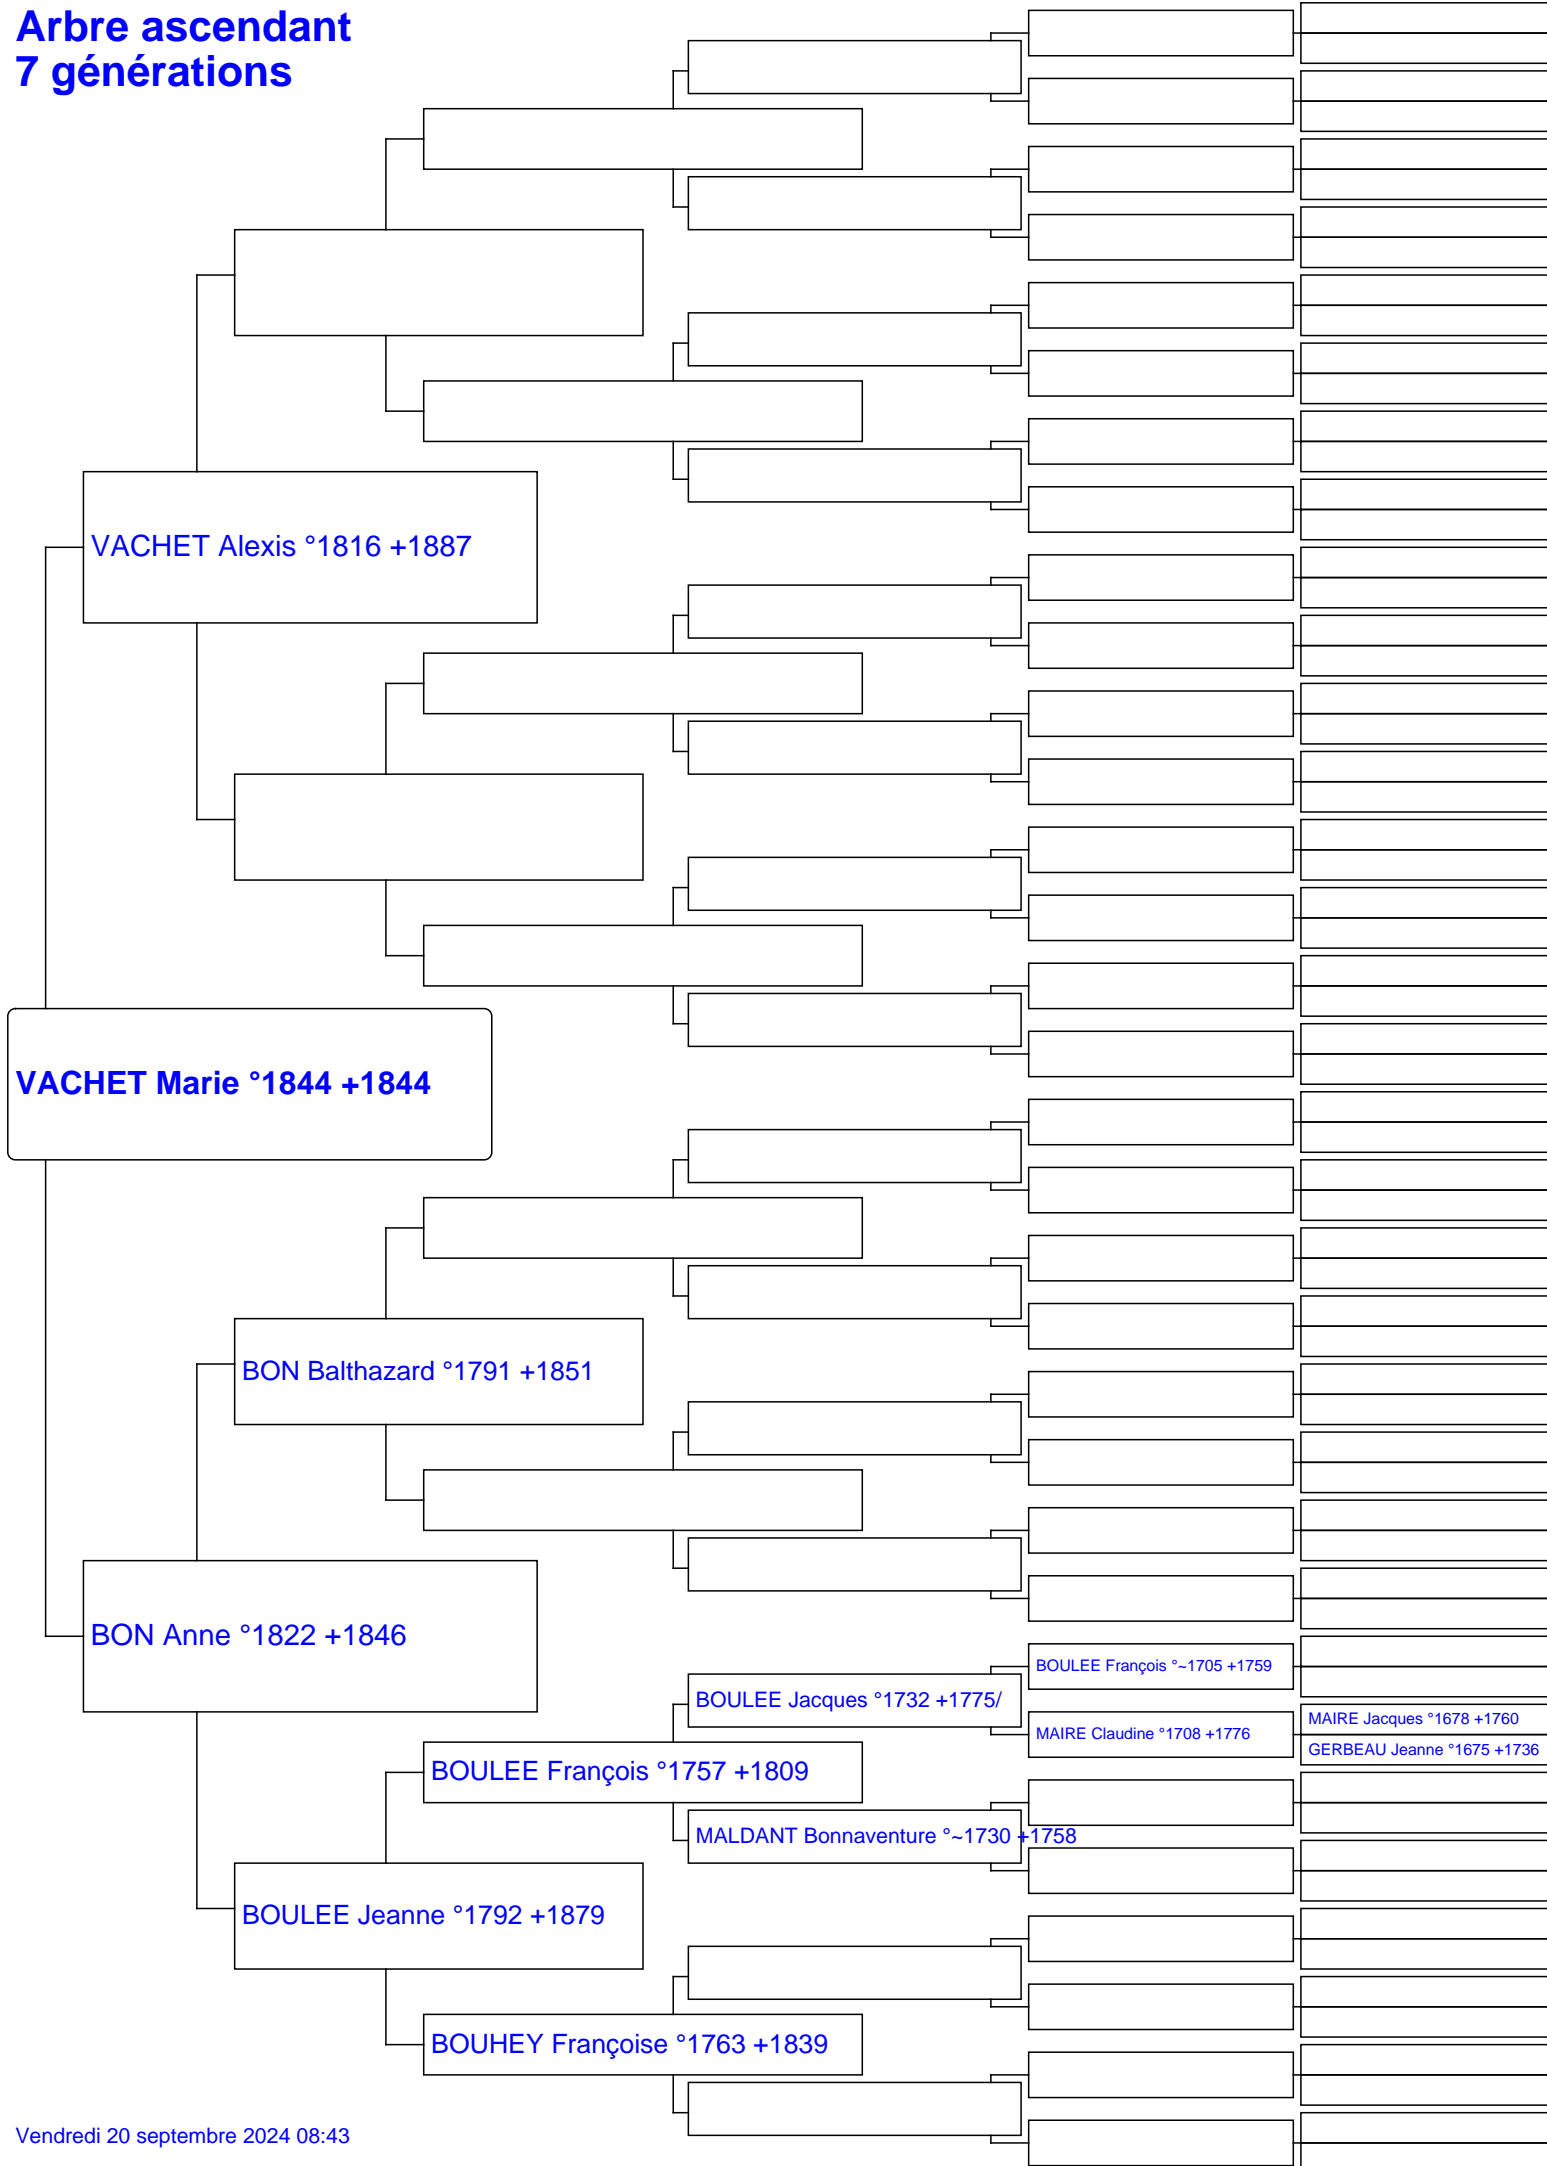 Arbre ascendant
7 générations
VACHET Alexis °1816 +1887
VACHET Marie °1844 +1844
BON Balthazard °1791 +1851
BON Anne °1822 +1846
BOULEE François °~1705 +1759
BOULEE Jacques °1732 +1775/
MAIRE Jacques °1678 +1760
MAIRE Claudine °1708 +1776
GERBEAU Jeanne °1675 +1736
BOULEE François °1757 +1809
MALDANT Bonnaventure °~1730 +1758
BOULEE Jeanne °1792 +1879
BOUHEY Françoise °1763 +1839
Vendredi 20 septembre 2024 08:43